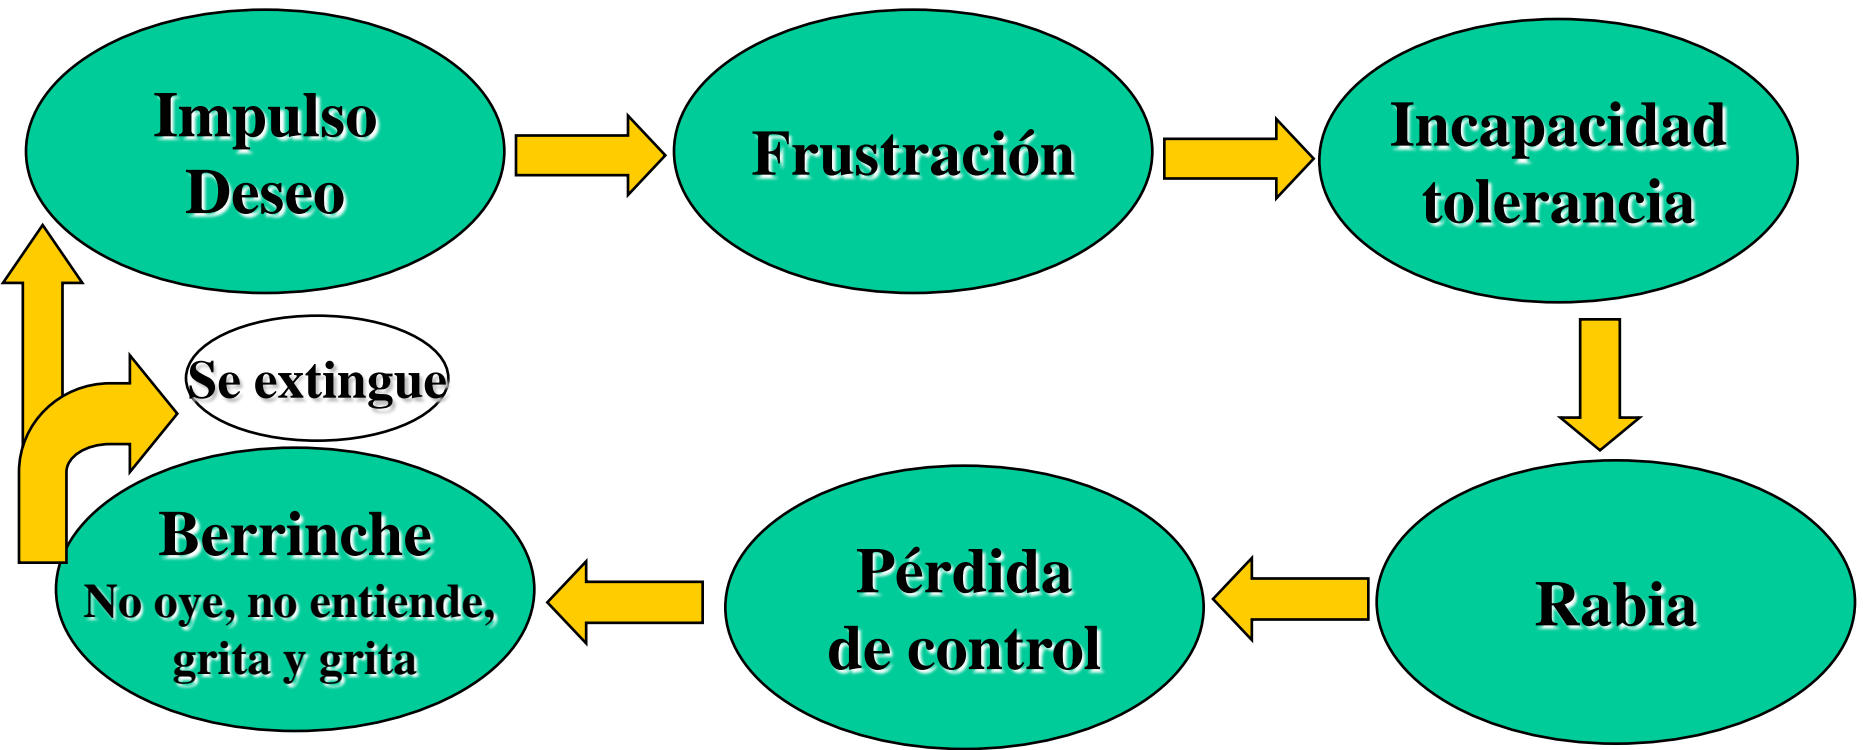 Impulso
Deseo
Frustración
Incapacidad
tolerancia
Rabia
Pérdida
de control
Berrinche
No oye, no entiende,
grita y grita
Se extingue